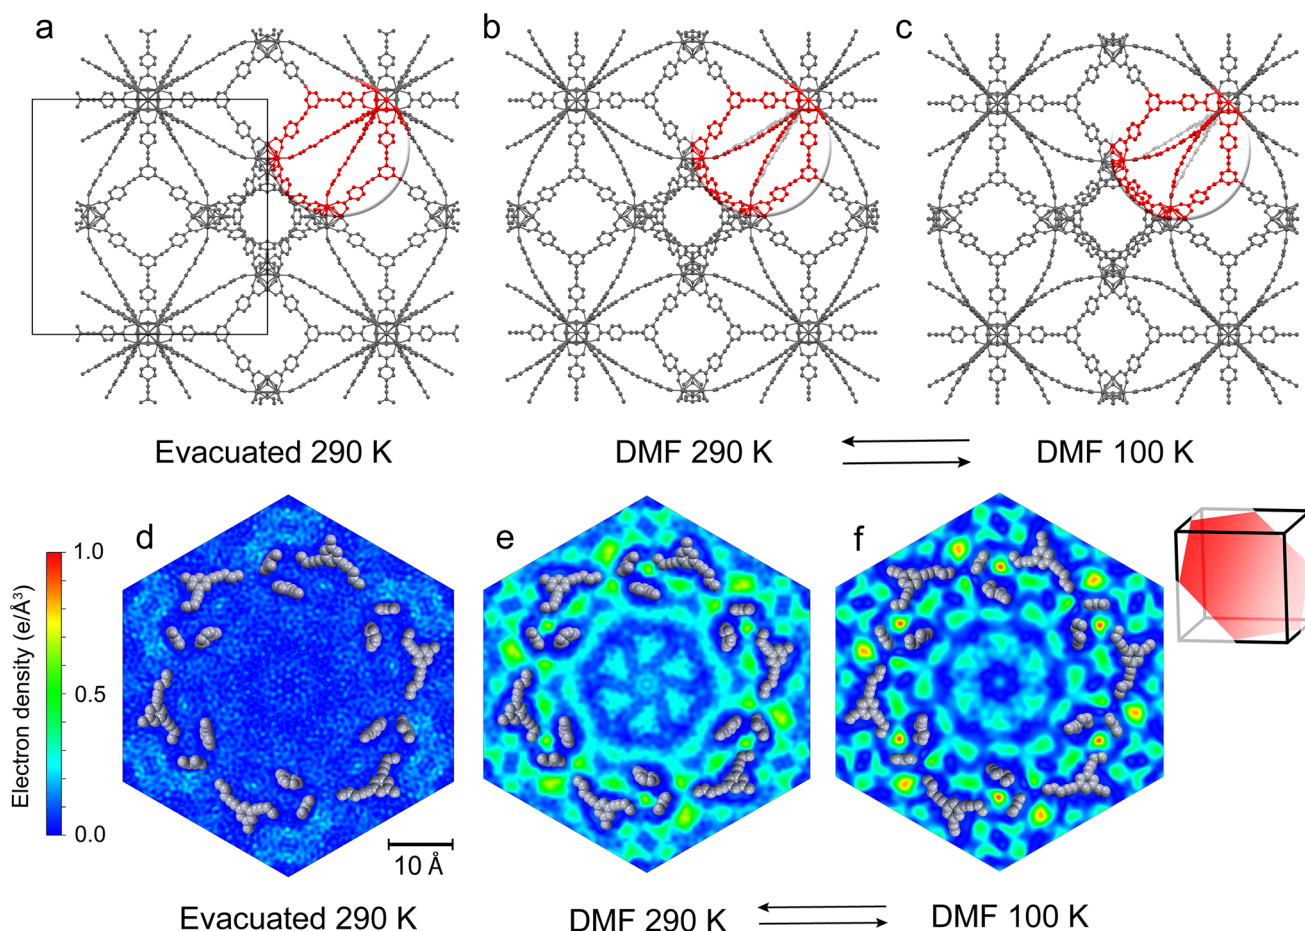 a
b
c
Evacuated 290 K
DMF 290 K
DMF 100 K
d
e
f
Electron density (e/Å³)
1.0
0.5
0.0
10 Å
Evacuated 290 K
DMF 290 K
DMF 100 K